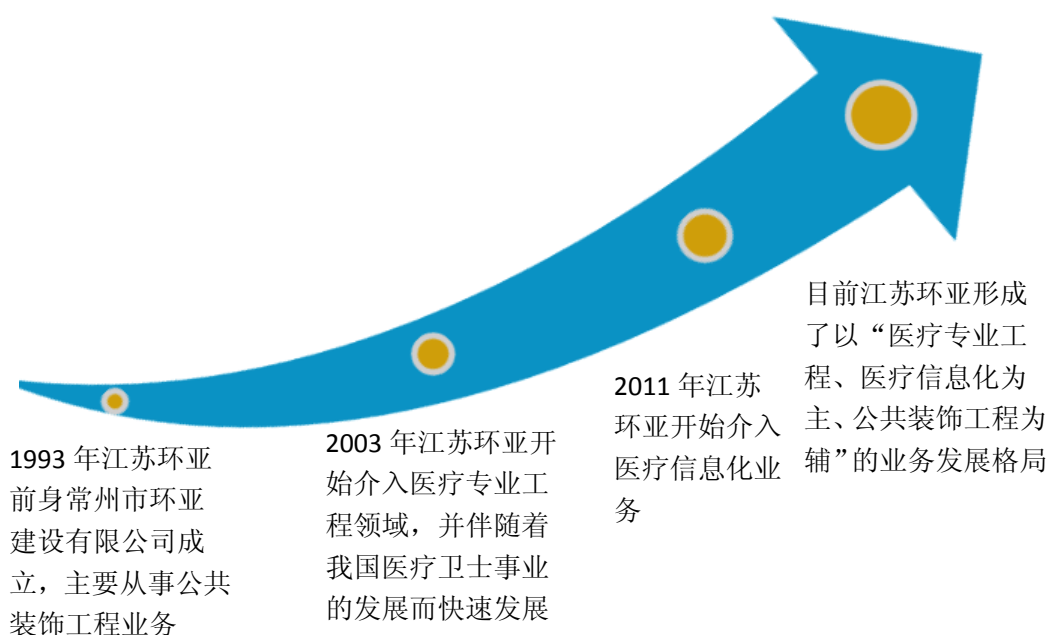 1993 年江苏环亚
前身常州市环亚
建设有限公司成
立，主要从事公共
装饰工程业务
2003 年江苏环亚开
始介入医疗专业工
程领域，并伴随着
我国医疗卫士事业
的发展而快速发展
2011 年江苏
环亚开始介入
医疗信息化业
务
目前江苏环亚形成
了以“医疗专业工
程、医疗信息化为
主、公共装饰工程为
辅”的业务发展格局